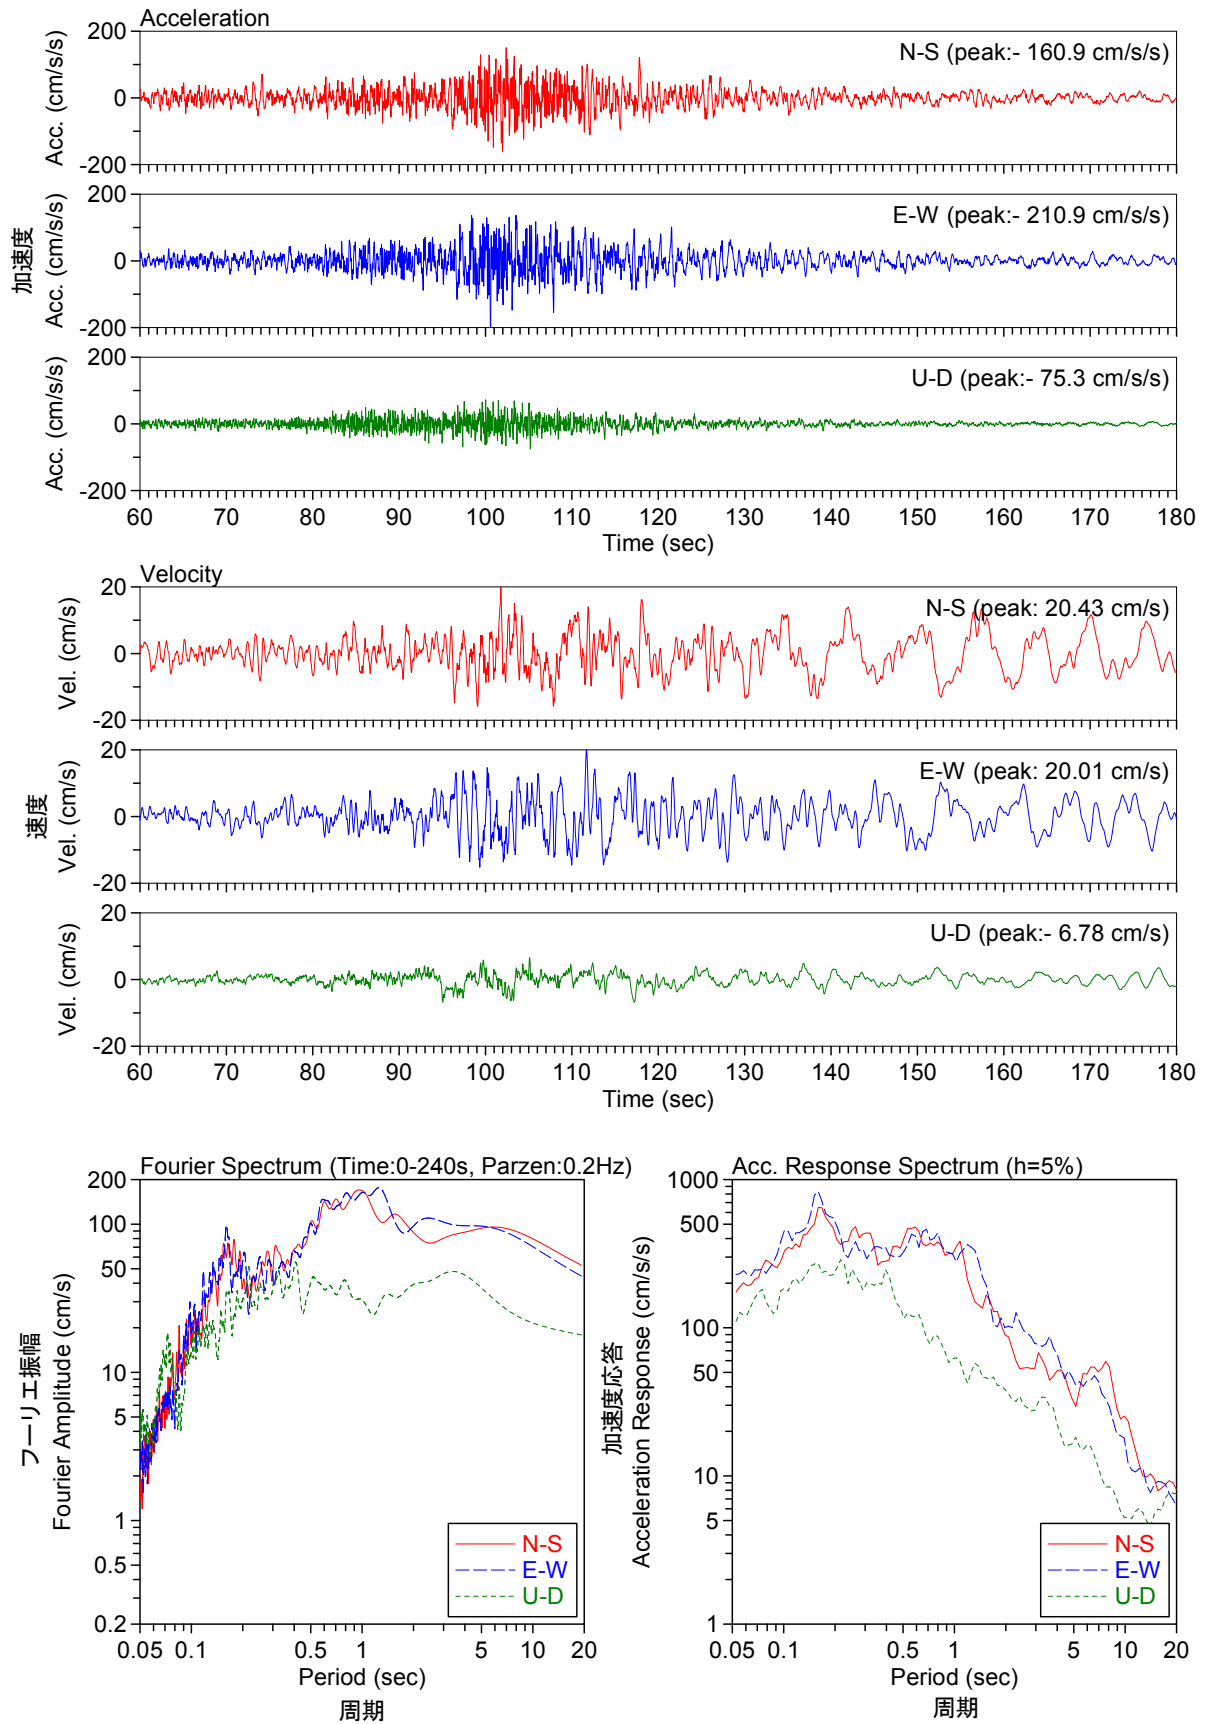 Acceleration
200
0
-200
Acc. (cm/s/s)
N-S (peak:- 160.9 cm/s/s)
200
0
-200
加速度
Acc. (cm/s/s)
E-W (peak:- 210.9 cm/s/s)
200
0
-200
Acc. (cm/s/s)
U-D (peak:- 75.3 cm/s/s)
60 70 80 90 100 110 120 130 140 150 160 170 180
Time (sec)
Velocity
20
0
-20
Vel. (cm/s)
N-S (peak: 20.43 cm/s)
20
0
-20
速度
Vel. (cm/s)
E-W (peak: 20.01 cm/s)
20
0
-20
Vel. (cm/s)
U-D (peak:- 6.78 cm/s)
60 70 80 90 100 110 120 130 140 150 160 170 180
Time (sec)
Fourier Spectrum (Time:0-240s, Parzen:0.2Hz)
200
100
50
10
5
1
0.5
0.2
フーリエ振幅
Fourier Amplitude (cm/s)
N-S
E-W
U-D
0.05 0.1 0.5 1 5 10 20
Period (sec)
周期
Acc. Response Spectrum (h=5%)
1000
500
100
50
10
5
1
加速度応答
Acceleration Response (cm/s/s)
N-S
E-W
U-D
0.05 0.1 0.5 1 5 10 20
Period (sec)
周期